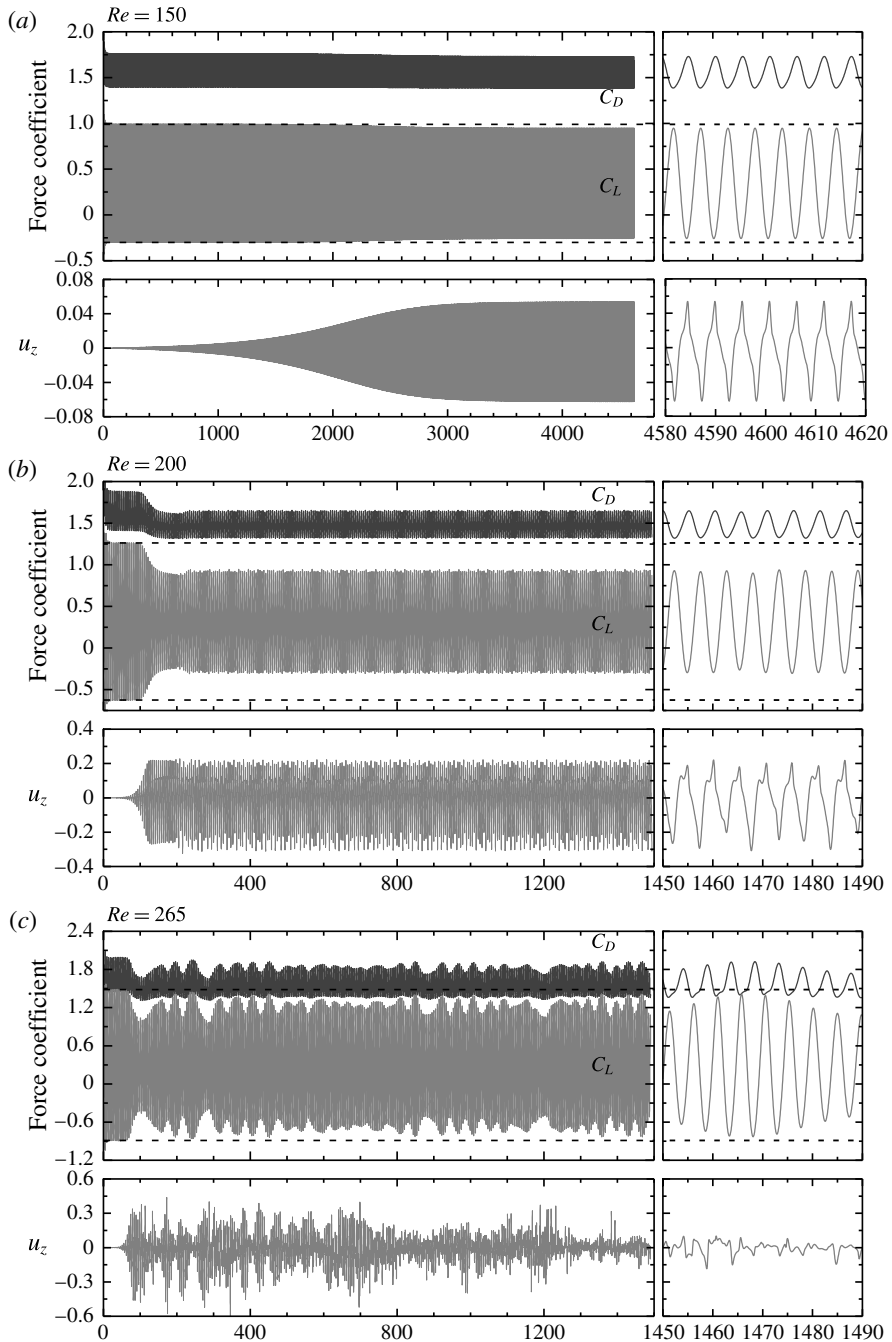 (a) Re = 150
2.0
1.5
1.0
0.5
0
−0.5
Force coefficient
C_D
C_L
0.08
0.04
0
−0.04
−0.08
u_z
0 1000 2000 3000 4000 4580 4590 4600 4610 4620
(b) Re = 200
2.0
1.5
1.0
0.5
0
−0.5
Force coefficient
C_D
C_L
0.4
0.2
0
−0.2
−0.4
u_z
0 400 800 1200 1450 1460 1470 1480 1490
(c) Re = 265
2.4
1.8
1.2
0.6
0
−0.6
−1.2
Force coefficient
C_D
C_L
0.6
0.3
0
−0.3
−0.6
u_z
0 400 800 1200 1450 1460 1470 1480 1490